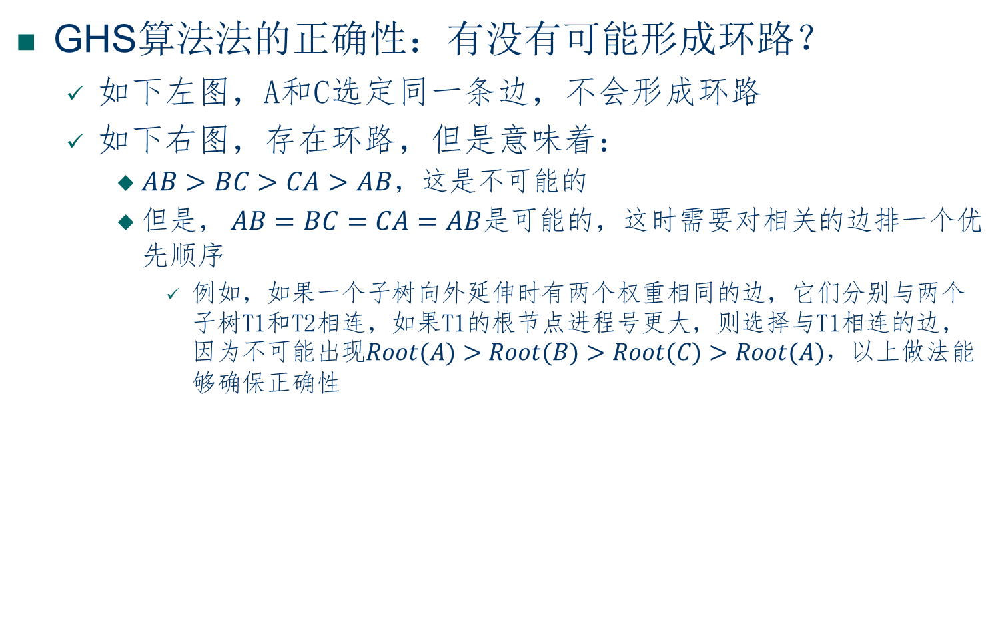 GHS算法法的正确性：有没有可能形成环路？
如下左图，A和C选定同一条边，不会形成环路
如下右图，存在环路，但是意味着：
AB > BC > CA > AB，这是不可能的
但是， AB = BC = CA = AB是可能的，这时需要对相关的边排一个优
先顺序
例如，如果一个子树向外延伸时有两个权重相同的边，它们分别与两个
子树T1和T2相连，如果T1的根节点进程号更大，则选择与T1相连的边，
因为不可能出现Root(A) > Root(B) > Root(C) > Root(A)，以上做法能
够确保正确性